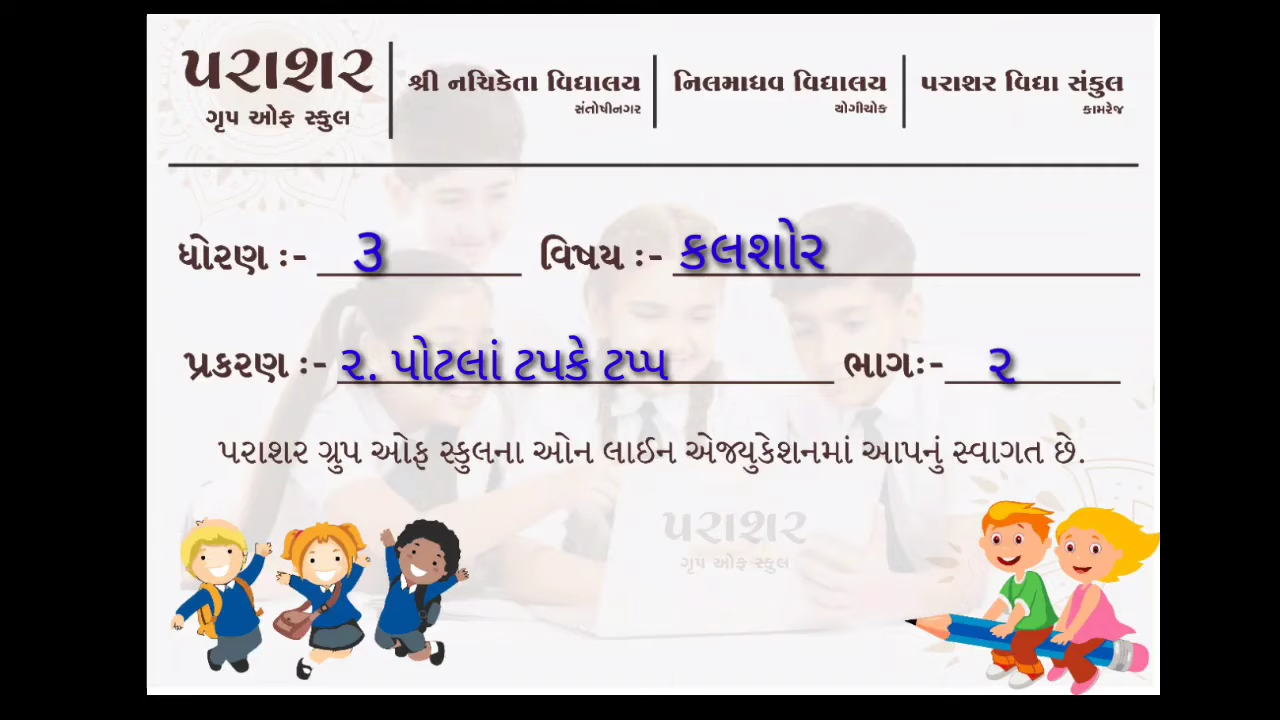 પરાશર
ગૃપ ઓફ સ્કુલ
શ્રી નચિકેતા વિદ્યાલય
સંતોષીનગર
નિલમાધવ વિદ્યાલય
યોગીચોક
પરાશર વિદ્યા સંકુલ
કામરેજ
ધોરણ :- ૩ વિષય :- કલશોર
પ્રકરણ :- ૨. પોટલાં ટપકે ટપ્પ ભાગઃ- ૨
પરાશર ગ્રુપ ઓફ સ્કુલના ઓન લાઈન એજ્યુકેશનમાં આપનું સ્વાગત છે.
પરાશર
ગૃપ ઓફ સ્કુલ